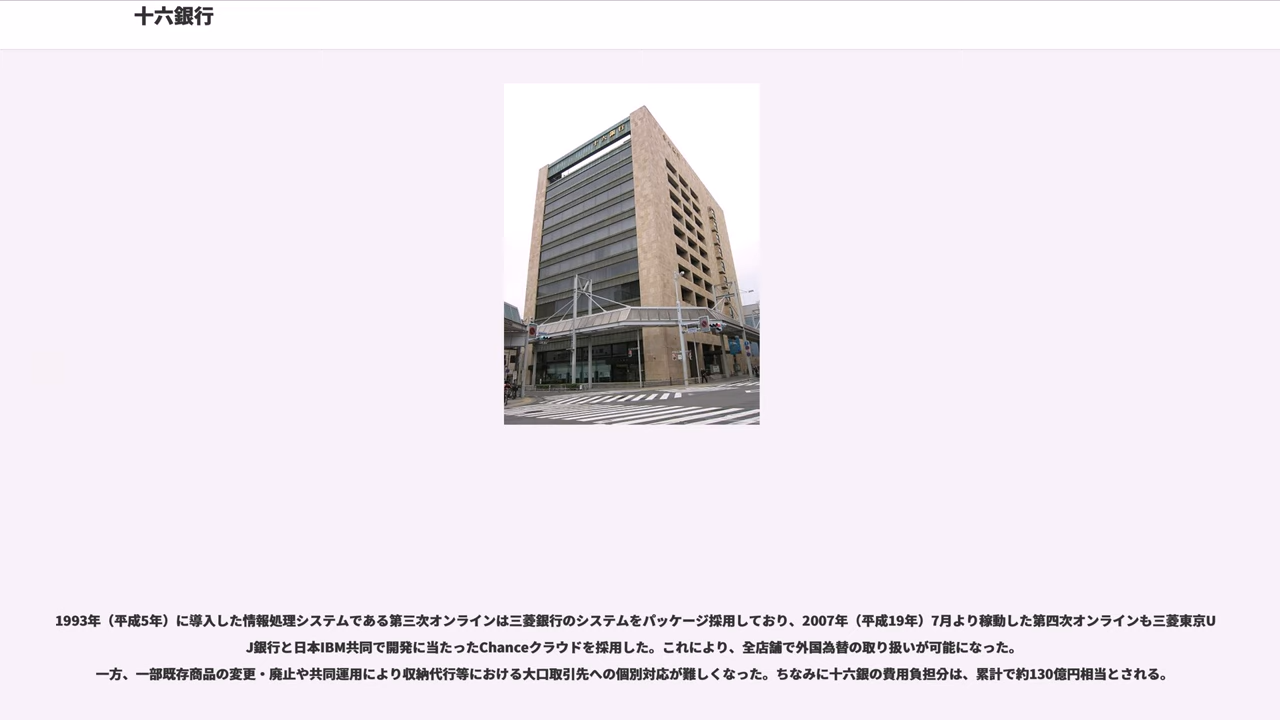 十六銀行
1993年（平成5年）に導入した情報処理システムである第三次オンラインは三菱銀行のシステムをパッケージ採用しており、2007年（平成19年）7月より稼動した第四次オンラインも三菱東京U
J銀行と日本IBM共同で開発に当たったChanceクラウドを採用した。これにより、全店舗で外国為替の取り扱いが可能になった。
一方、一部既存商品の変更・廃止や共同運用により収納代行等における大口取引先への個別対応が難しくなった。ちなみに十六銀の費用負担分は、累計で約130億円相当とされる。